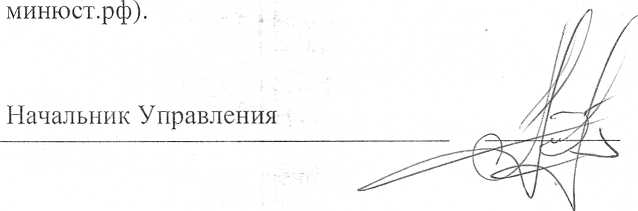 минюст.рф).
Начальник Управления